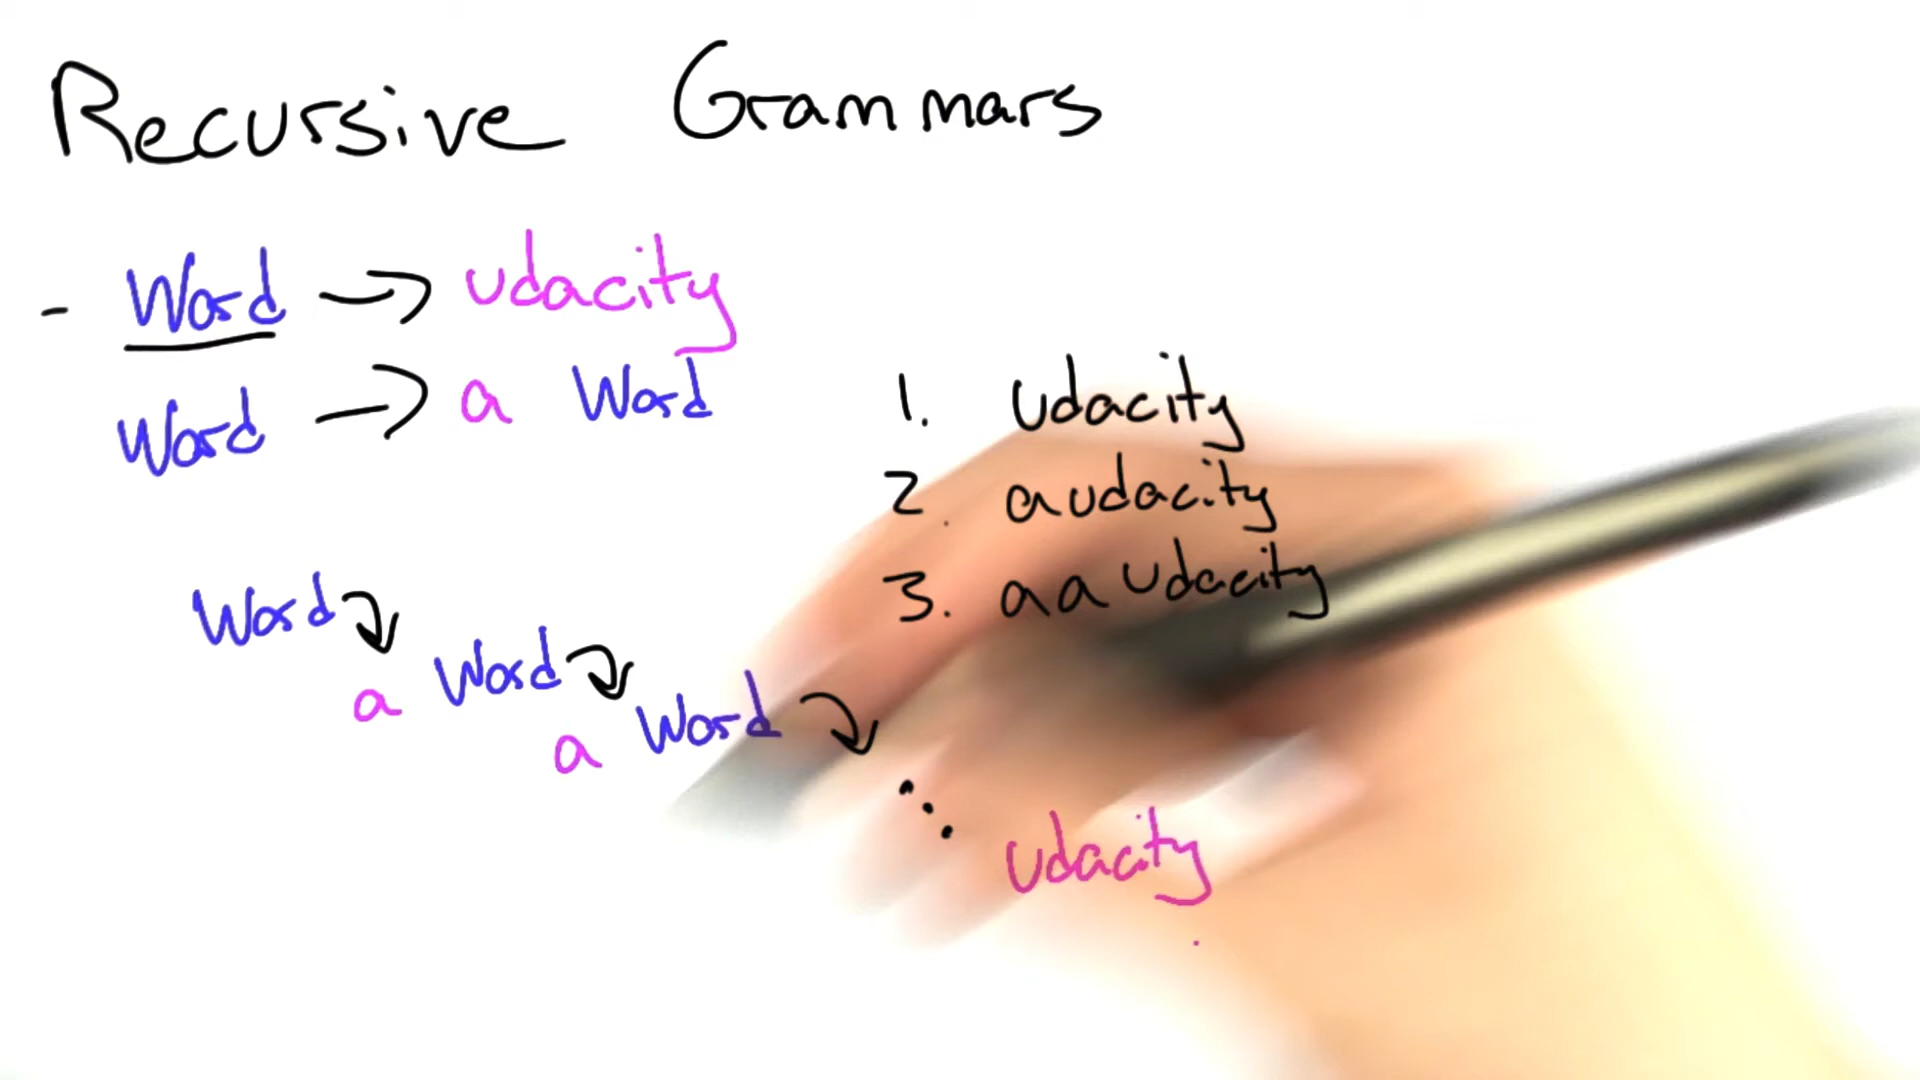 Recursive Grammars
- Word → udacity
Word → a Word
1. udacity
2. audacity
3. aaudacity
Word
a Word
a Word
...
udacity